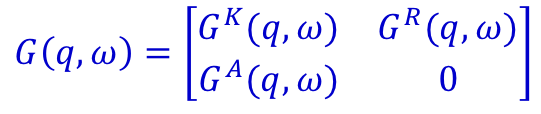 G(q, ω) = [ G^K(q, ω) G^R(q, ω)
G^A(q, ω) 0 ]